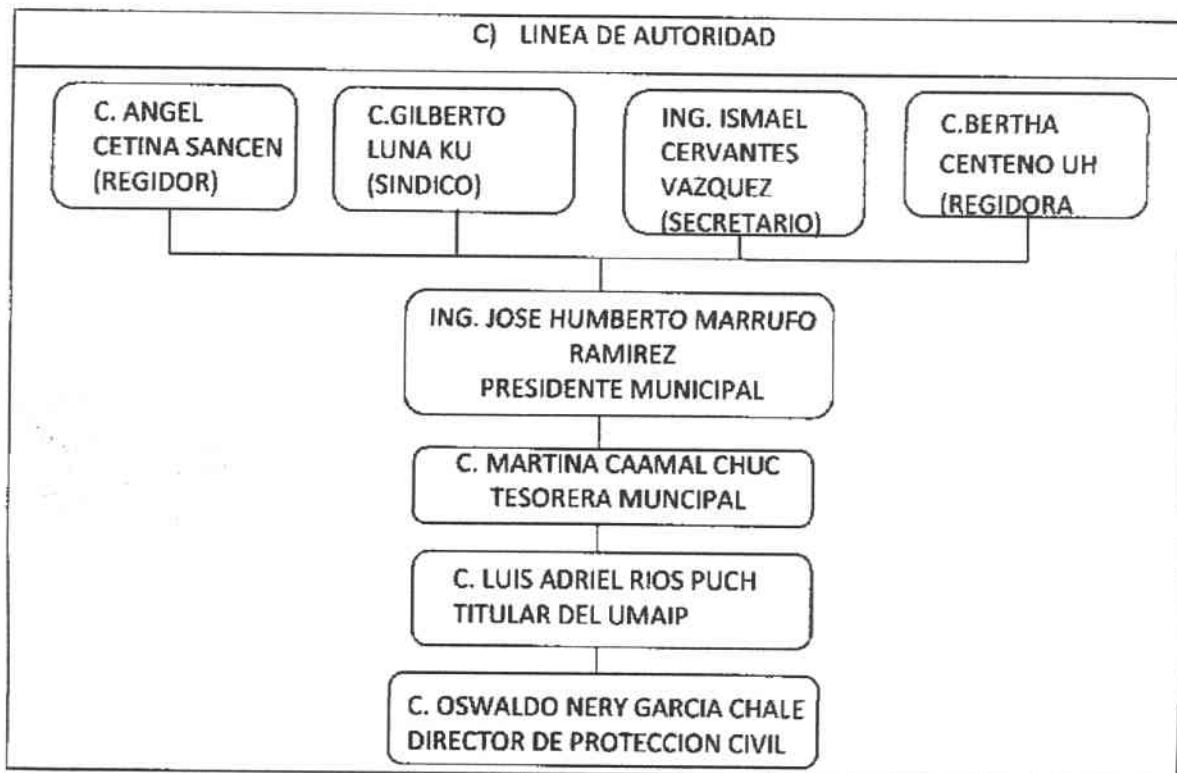 C) LINEA DE AUTORIDAD
C. ANGEL
CETINA SANCEN
(REGIDOR)
C.GILBERTO
LUNA KU
(SINDICO)
ING. ISMAEL
CERVANTES
VAZQUEZ
(SECRETARIO)
C.BERTHA
CENTENO UH
(REGIDORA
ING. JOSE HUMBERTO MARRUFO
RAMIREZ
PRESIDENTE MUNICIPAL
C. MARTINA CAAMAL CHUC
TESORERA MUNCIPAL
C. LUIS ADRIEL RIOS PUCH
TITULAR DEL UMAIP
C. OSWALDO NERY GARCIA CHALE
DIRECTOR DE PROTECCION CIVIL